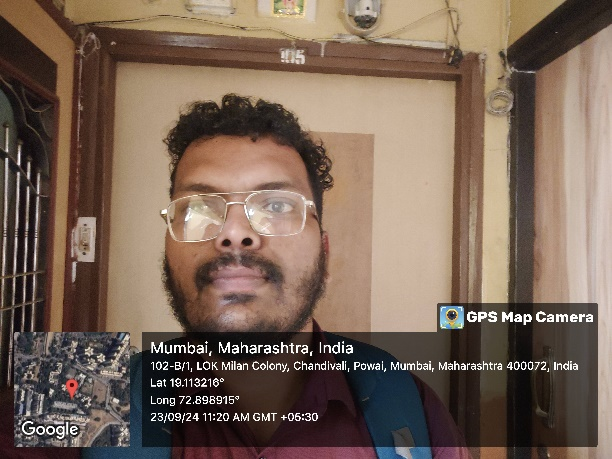 105
GPS Map Camera
Mumbai, Maharashtra, India
102-B/1, LOK Milan Colony, Chandivali, Powai, Mumbai, Maharashtra 400072, India
Lat 19.113216°
Long 72.898915°
23/09/24 11:20 AM GMT +05:30
Google